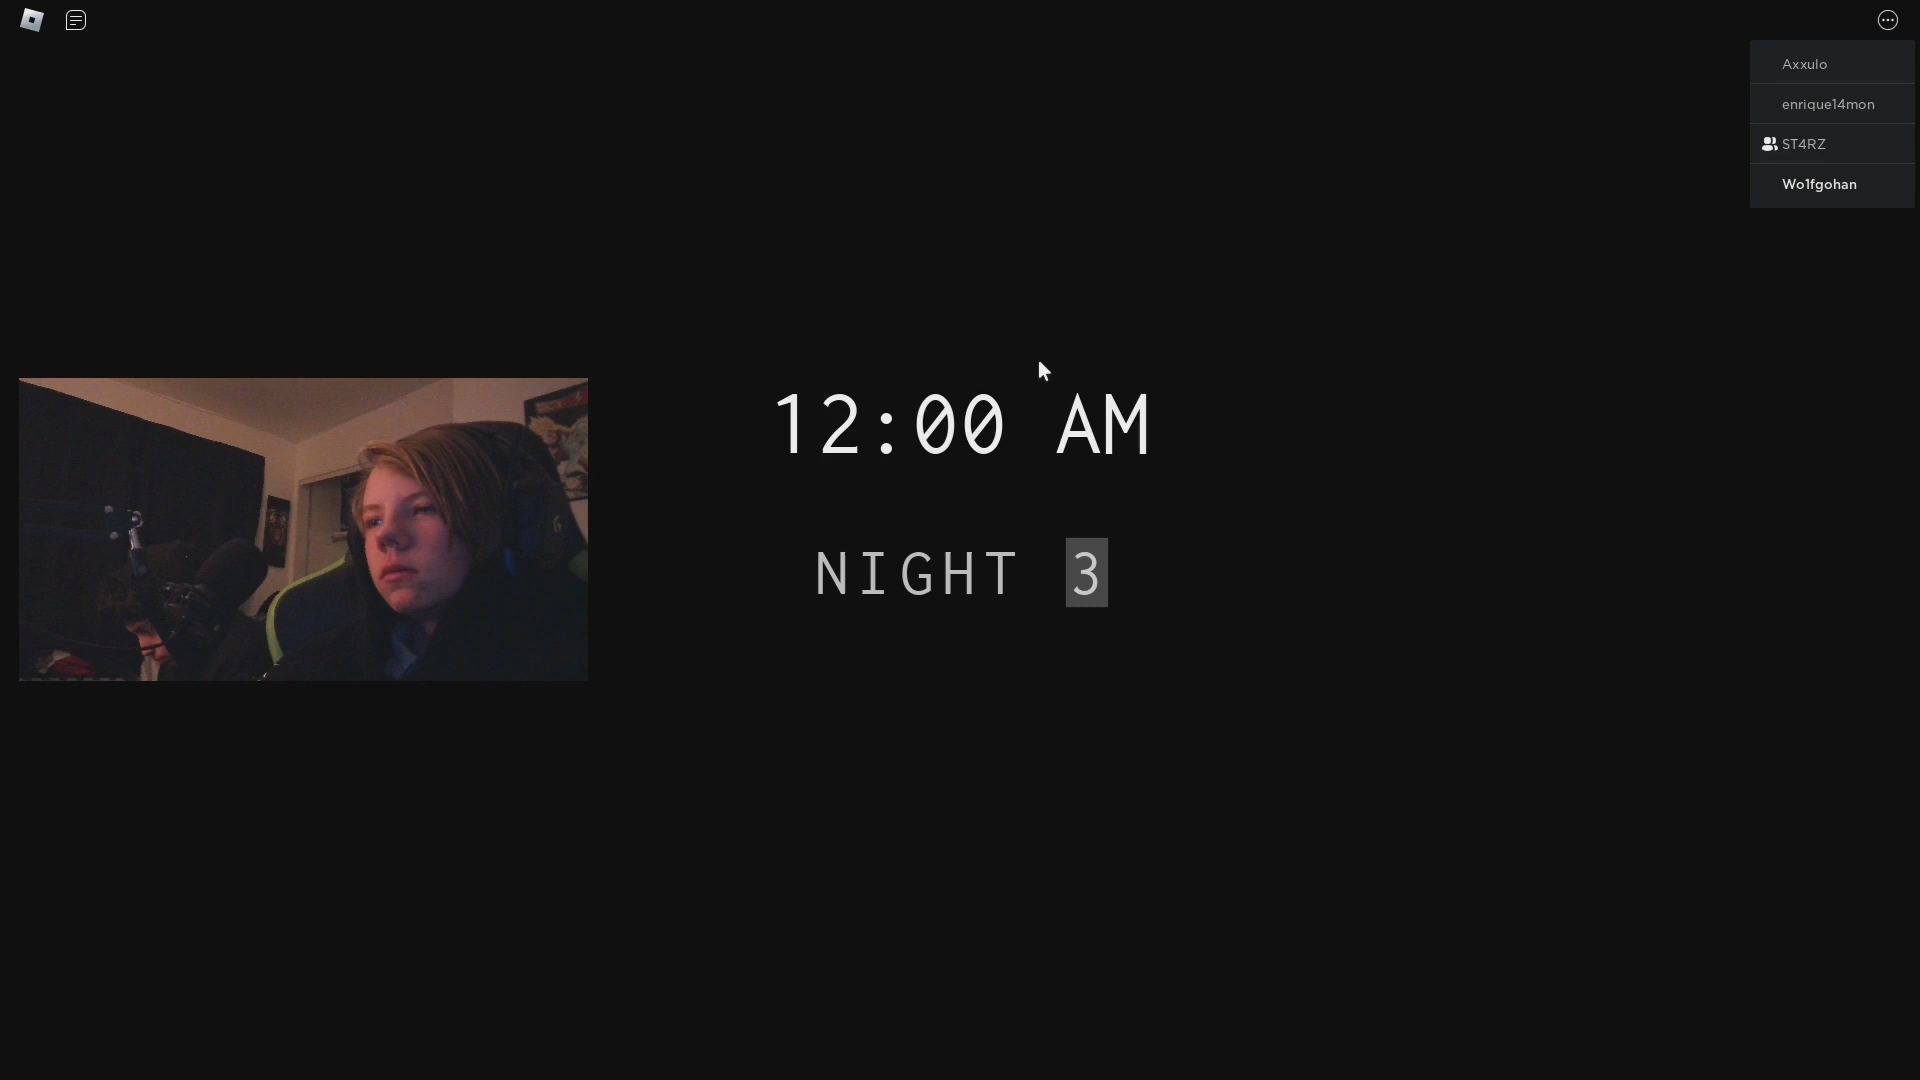 Axxulo
enrique14mon
ST4RZ
Wo1fgohan
12:00 AM
NIGHT 3